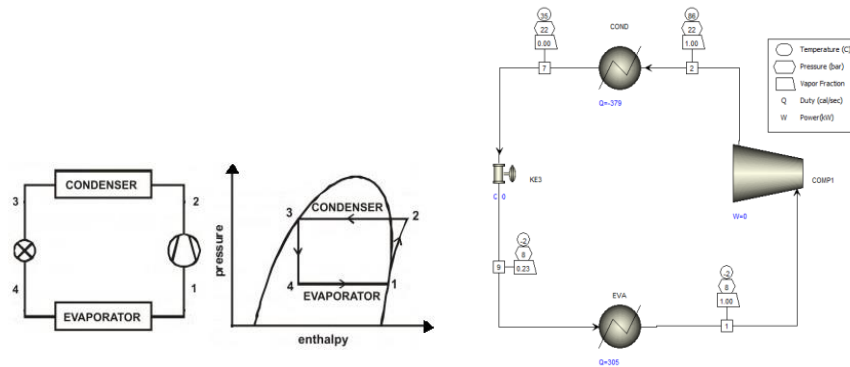 CONDENSER
3
2
4
1
EVAPORATOR
pressure
3
CONDENSER
2
4
EVAPORATOR
1
enthalpy
35
22
0.00
7
COND
Q=-379
86
22
1.00
2
Temperature (C)
Pressure (bar)
Vapor Fraction
Q Duty (cal/sec)
W Power(kW)
KE3
COMP1
W=0
-2
8
0.23
9
EVA
Q=305
-2
8
1.00
1